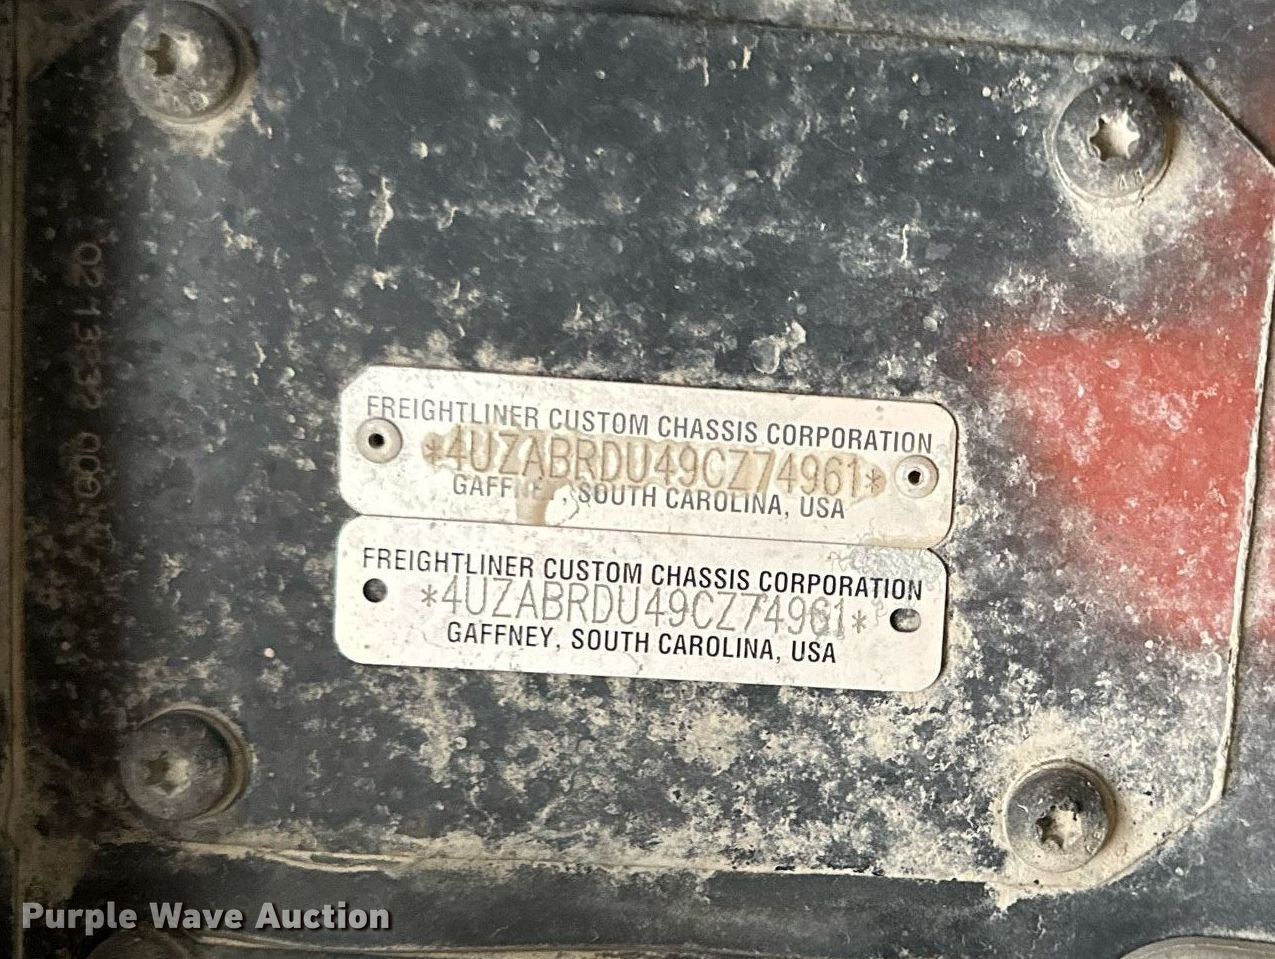 FREIGHTLINER CUSTOM CHASSIS CORPORATION
*4UZABRDU49CZ74961*
GAFFNEY, SOUTH CAROLINA, USA
FREIGHTLINER CUSTOM CHASSIS CORPORATION
*4UZABRDU49CZ74961*
GAFFNEY, SOUTH CAROLINA, USA
Purple Wave Auction